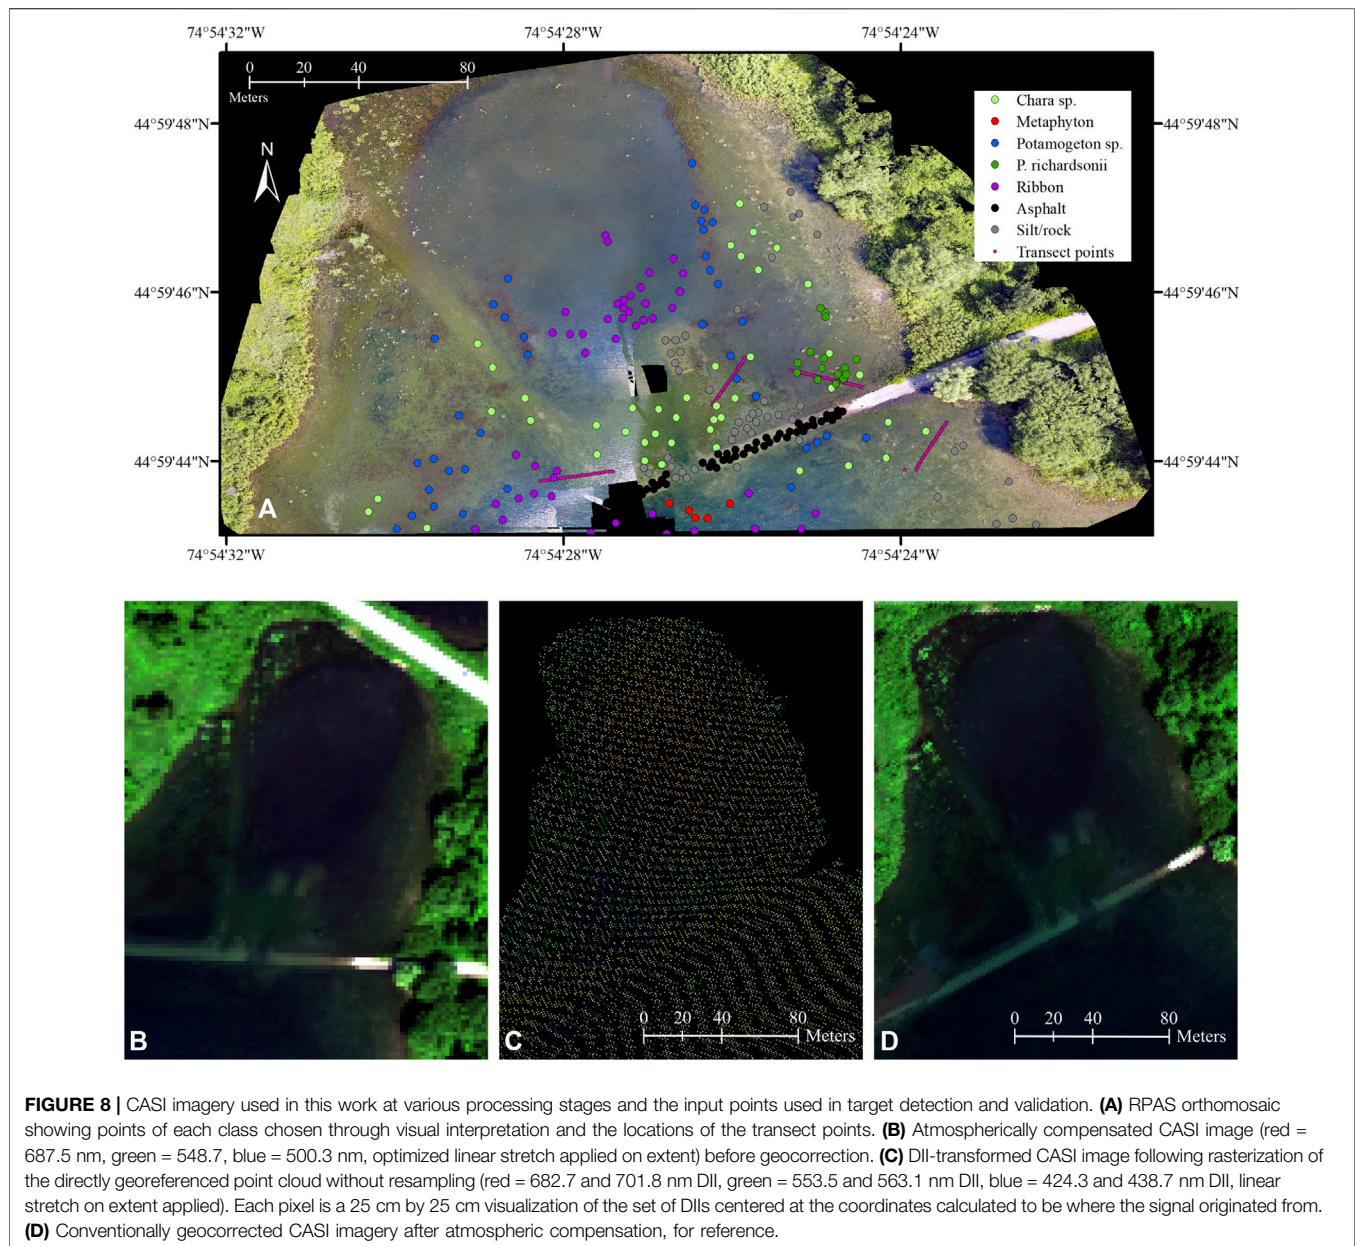 74°54'32"W 74°54'28"W 74°54'24"W
0 20 40 80
Meters
44°59'48"N 44°59'48"N
N
44°59'46"N 44°59'46"N
44°59'44"N 44°59'44"N
Chara sp.
Metaphyton
Potamogeton sp.
P. richardsonii
Ribbon
Asphalt
Silt/rock
Transect points
A
74°54'32"W 74°54'28"W 74°54'24"W
B
0 20 40 80
Meters
C
0 20 40 80
Meters
D
FIGURE 8 | CASI imagery used in this work at various processing stages and the input points used in target detection and validation. (A) RPAS orthomosaic
showing points of each class chosen through visual interpretation and the locations of the transect points. (B) Atmospherically compensated CASI image (red =
687.5 nm, green = 548.7, blue = 500.3 nm, optimized linear stretch applied on extent) before geocorrection. (C) DII-transformed CASI image following rasterization of
the directly georeferenced point cloud without resampling (red = 682.7 and 701.8 nm DII, green = 553.5 and 563.1 nm DII, blue = 424.3 and 438.7 nm DII, linear
stretch on extent applied). Each pixel is a 25 cm by 25 cm visualization of the set of DIIs centered at the coordinates calculated to be where the signal originated from.
(D) Conventionally geocorrected CASI imagery after atmospheric compensation, for reference.